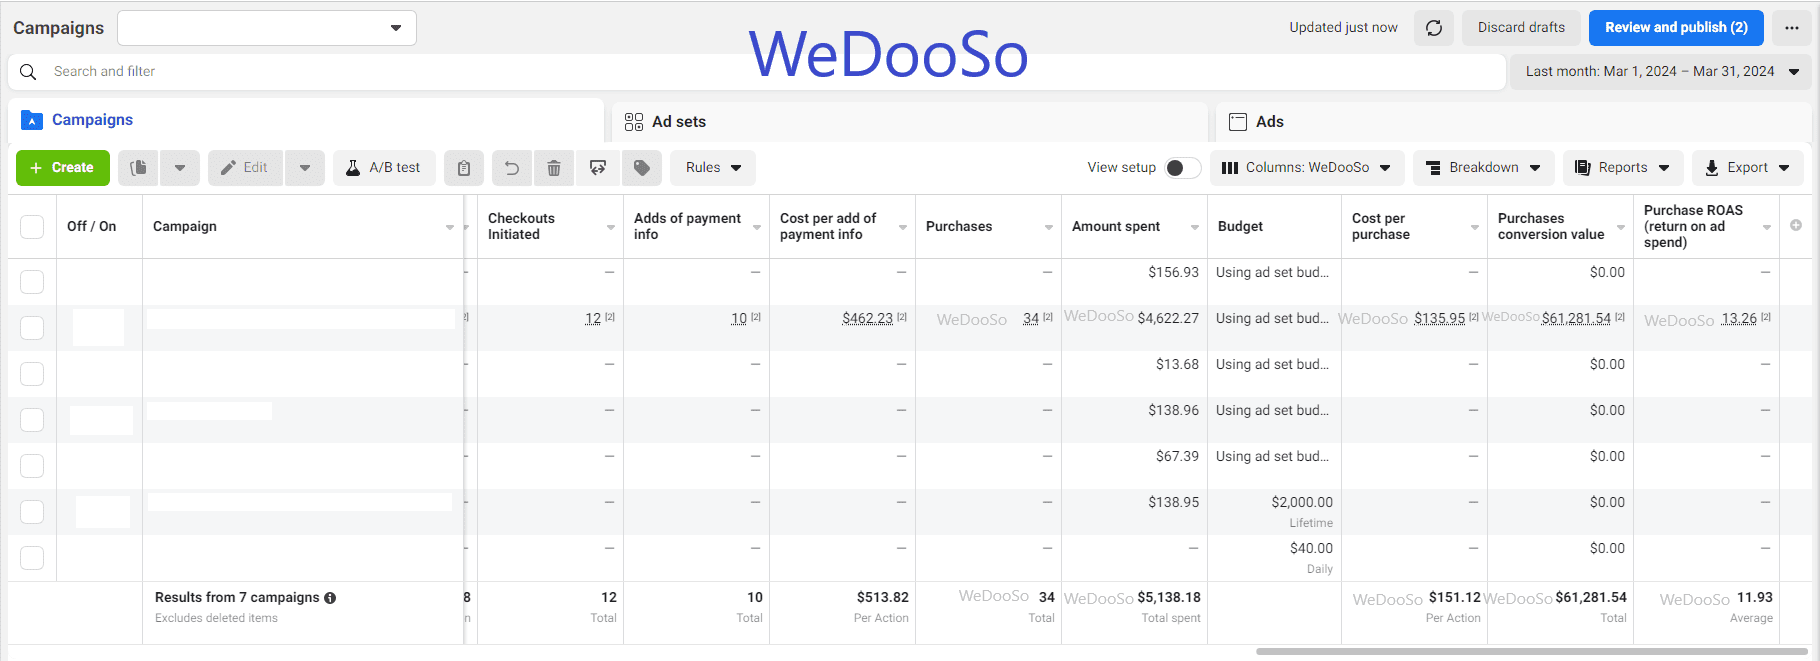 Campaigns
WeDooSo
Updated just now
Discard drafts
Review and publish (2)
Search and filter
Last month: Mar 1, 2024 – Mar 31, 2024
Campaigns
Ad sets
Ads
+ Create
Edit
A/B test
Rules
View setup
Columns: WeDooSo
Breakdown
Reports
Export
Off / On
Campaign
Checkouts
Initiated
Adds of payment
info
Cost per add of
payment info
Purchases
Amount spent
Budget
Cost per
purchase
Purchases
conversion value
Purchase ROAS
(return on ad
spend)
— — — — $156.93 Using ad set bud... — $0.00 —
12 [2] 10 [2] $462.23 [2] WeDooSo 34 [2] WeDooSo $4,622.27 Using ad set bud... WeDooSo $135.95 [2] WeDooSo $61,281.54 [2] WeDooSo 13.26 [2]
— — — — $13.68 Using ad set bud... — $0.00 —
— — — — $138.96 Using ad set bud... — $0.00 —
— — — — $67.39 Using ad set bud... — $0.00 —
— — — — $138.95 $2,000.00 — $0.00 —
Lifetime
— — — — — $40.00 — $0.00 —
Daily
Results from 7 campaigns 8 12 10 $513.82 WeDooSo 34 WeDooSo $5,138.18 WeDooSo $151.12 WeDooSo $61,281.54 WeDooSo 11.93
Excludes deleted items n Total Total Per Action Total Total spent Per Action Total Average